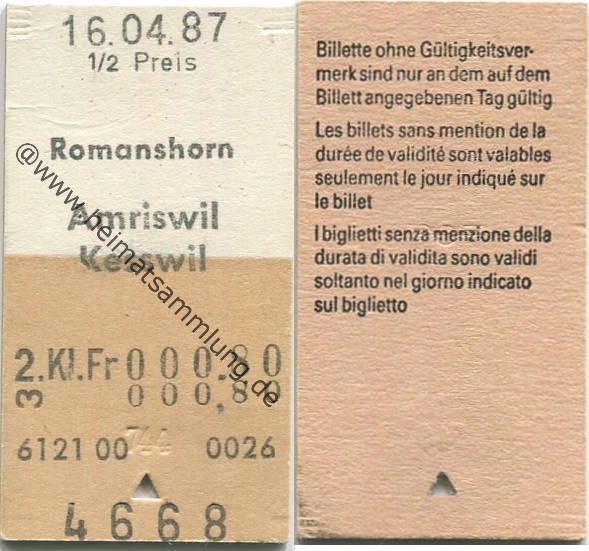 16.04.87
1/2 Preis
Romanshorn
Amriswil
Kesswil
2.Kl.Fr 000.80
3 000,80
6121 00 744 0026
4668
@www.heimatsammlung.de
Billette ohne Gültigkeitsver-
merk sind nur an dem auf dem
Billett angegebenen Tag gültig
Les billets sans mention de la
durée de validité sont valables
seulement le jour indiqué sur
le billet
I biglietti senza menzione della
durata di validita sono validi
soltanto nel giorno indicato
sul biglietto